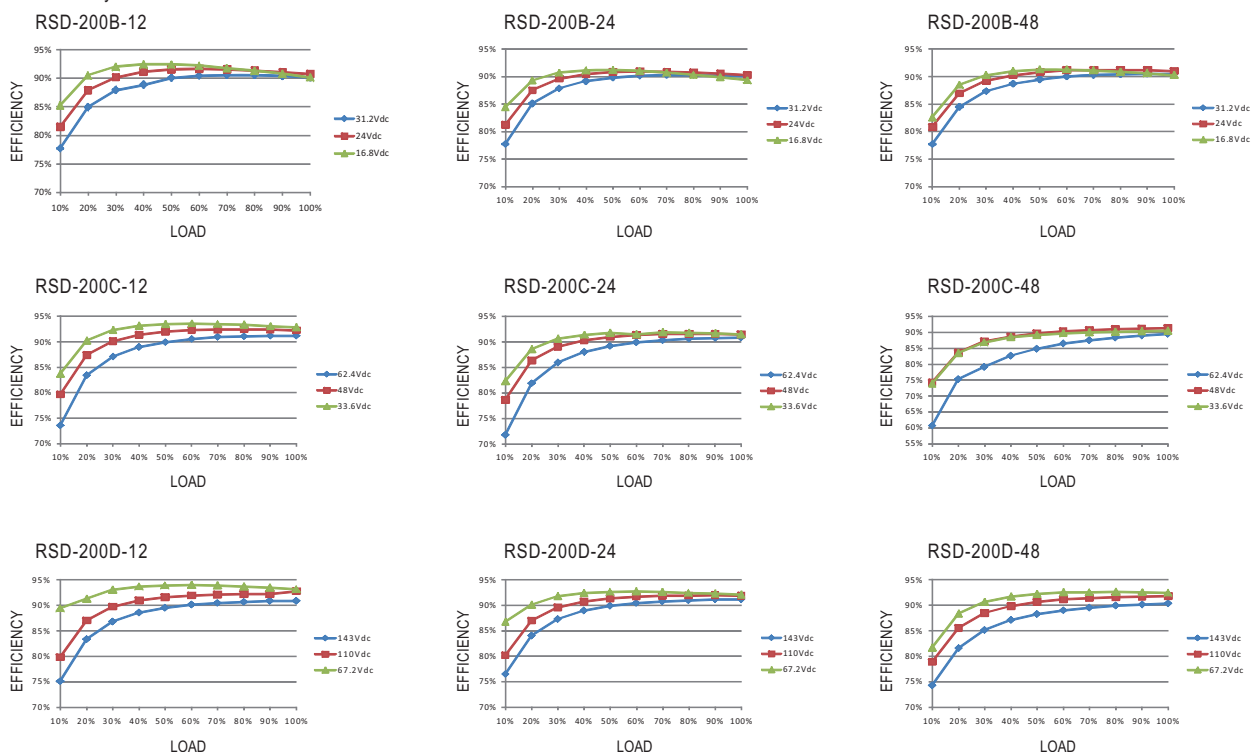 RSD-200B-12
EFFICIENCY
95%
90%
85%
80%
75%
70%
10% 20% 30% 40% 50% 60% 70% 80% 90% 100%
LOAD
31.2Vdc
24Vdc
16.8Vdc
RSD-200B-24
EFFICIENCY
95%
90%
85%
80%
75%
70%
10% 20% 30% 40% 50% 60% 70% 80% 90% 100%
LOAD
31.2Vdc
24Vdc
16.8Vdc
RSD-200B-48
EFFICIENCY
95%
90%
85%
80%
75%
70%
10% 20% 30% 40% 50% 60% 70% 80% 90% 100%
LOAD
31.2Vdc
24Vdc
16.8Vdc
RSD-200C-12
EFFICIENCY
95%
90%
85%
80%
75%
70%
10% 20% 30% 40% 50% 60% 70% 80% 90% 100%
LOAD
62.4Vdc
48Vdc
33.6Vdc
RSD-200C-24
EFFICIENCY
95%
90%
85%
80%
75%
70%
10% 20% 30% 40% 50% 60% 70% 80% 90% 100%
LOAD
62.4Vdc
48Vdc
33.6Vdc
RSD-200C-48
EFFICIENCY
95%
90%
85%
80%
75%
70%
65%
60%
55%
10% 20% 30% 40% 50% 60% 70% 80% 90% 100%
LOAD
62.4Vdc
48Vdc
33.6Vdc
RSD-200D-12
EFFICIENCY
95%
90%
85%
80%
75%
70%
10% 20% 30% 40% 50% 60% 70% 80% 90% 100%
LOAD
143Vdc
110Vdc
67.2Vdc
RSD-200D-24
EFFICIENCY
95%
90%
85%
80%
75%
70%
10% 20% 30% 40% 50% 60% 70% 80% 90% 100%
LOAD
143Vdc
110Vdc
67.2Vdc
RSD-200D-48
EFFICIENCY
95%
90%
85%
80%
75%
70%
10% 20% 30% 40% 50% 60% 70% 80% 90% 100%
LOAD
143Vdc
110Vdc
67.2Vdc